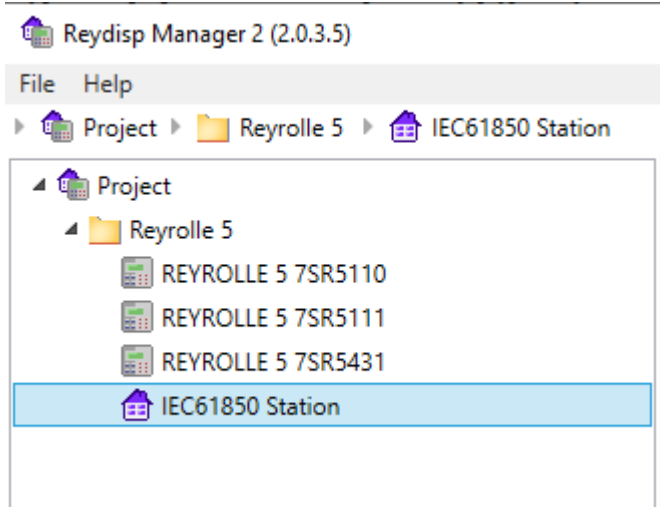 Reydisp Manager 2 (2.0.3.5)
File Help
Project Reyrolle 5 IEC61850 Station
Project
Reyrolle 5
REYROLLE 5 7SR5110
REYROLLE 5 7SR5111
REYROLLE 5 7SR5431
IEC61850 Station